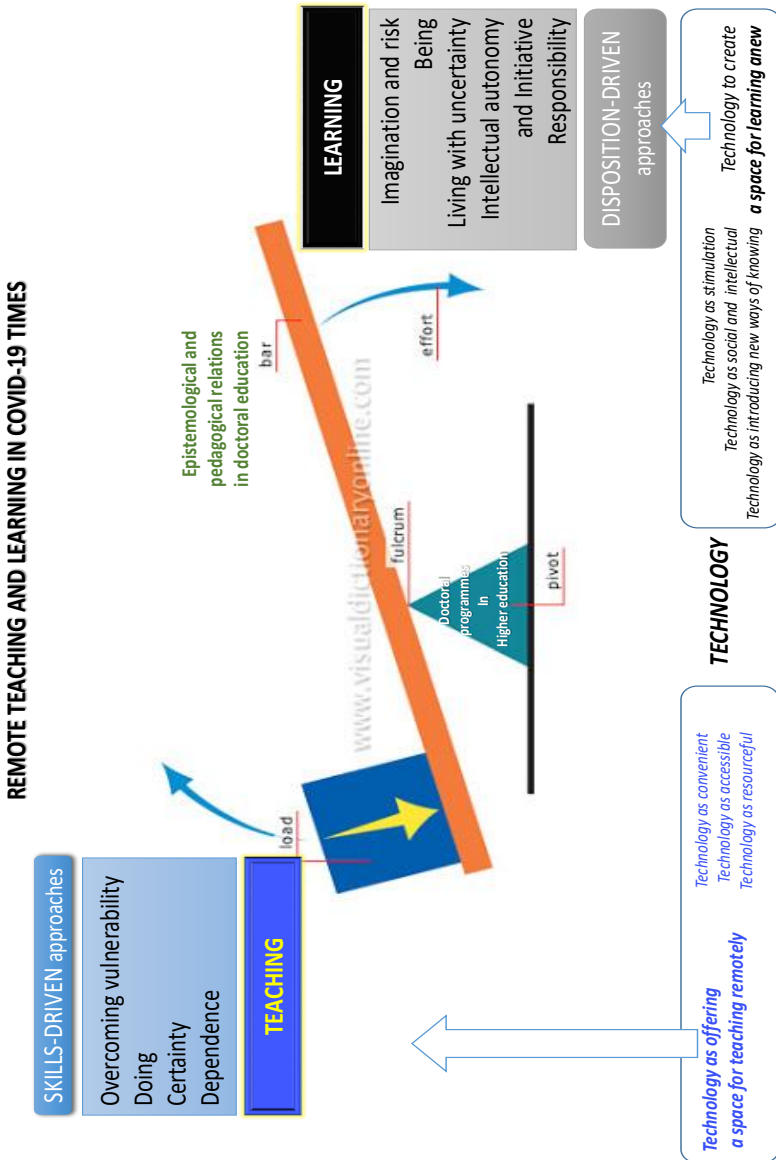 REMOTE TEACHING AND LEARNING IN COVID-19 TIMES
SKILLS-DRIVEN approaches
Overcoming vulnerability
Doing
Certainty
Dependence
TEACHING
load
Epistemological and
pedagogical relations
in doctoral education
bar
www.visualdictionaryonline.com
fulcrum
effort
Doctoral
programmes
In
Higher education
pivot
LEARNING
Imagination and risk
Being
Living with uncertainty
Intellectual autonomy
and Initiative
Responsibility
DISPOSITION-DRIVEN
approaches
Technology as offering
a space for teaching remotely
Technology as convenient
Technology as accessible
Technology as resourceful
TECHNOLOGY
Technology as stimulation
Technology as social and intellectual
Technology as introducing new ways of knowing
Technology to create
a space for learning anew